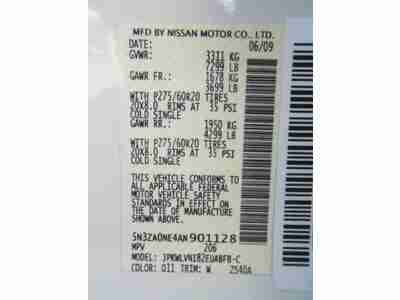 MFD BY NISSAN MOTOR CO., LTD.
DATE: 06/09
GVWR: 3311 KG
7299 LB
GAWR FR.: 1678 KG
3699 LB
WITH P275/60R20 TIRES
20X8.0 RIMS AT 35 PSI
COLD SINGLE
GAWR RR.: 1950 KG
4299 LB
WITH P275/60R20 TIRES
20X8.0 RIMS AT 35 PSI
COLD SINGLE
THIS VEHICLE CONFORMS TO
ALL APPLICABLE FEDERAL
MOTOR VEHICLE SAFETY
STANDARDS IN EFFECT ON
THE DATE OF MANUFACTURE
SHOWN ABOVE.
5N3ZA0NE4AN901128
MPV 206
MODEL: JPKWLVNZ82EUABFB-C
COLOR: D11 TRIM: W 2540A